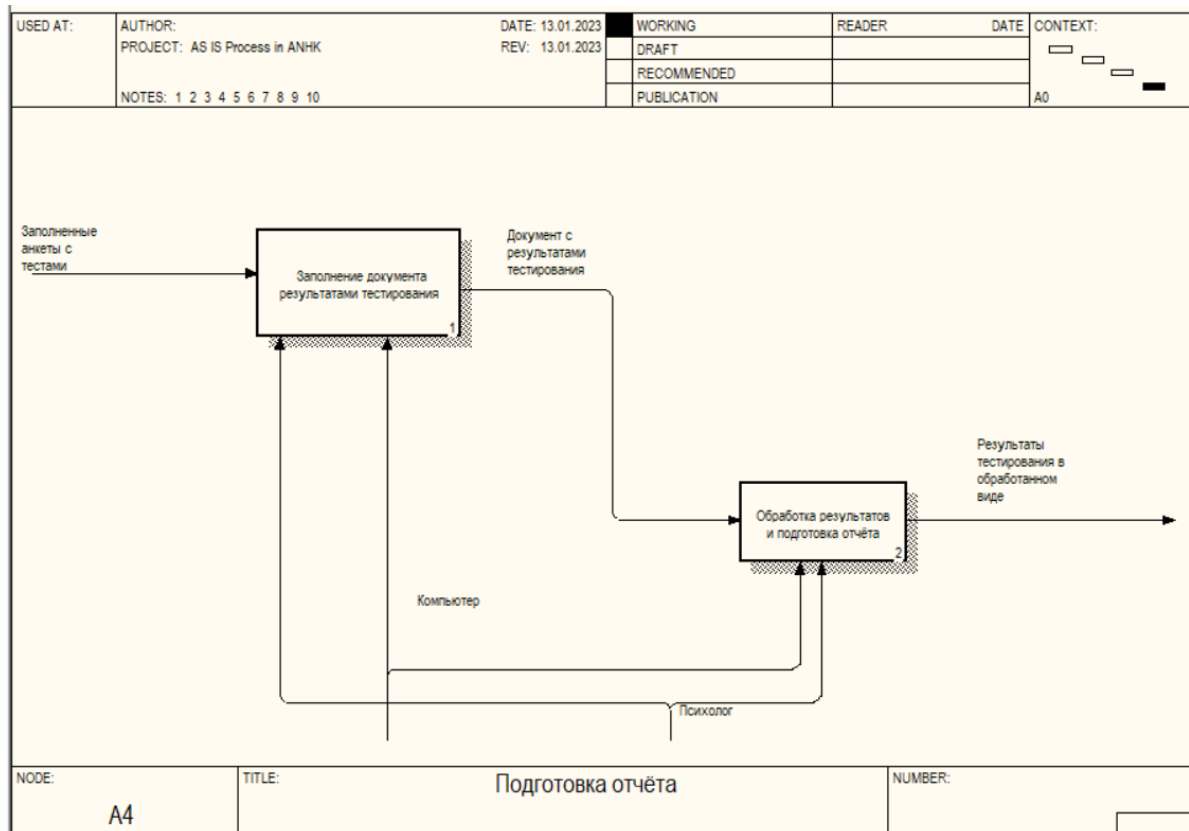 USED AT:
AUTHOR:
DATE: 13.01.2023
WORKING
READER
DATE
CONTEXT:
PROJECT: AS IS Process in ANHK
REV: 13.01.2023
DRAFT
RECOMMENDED
NOTES: 1 2 3 4 5 6 7 8 9 10
PUBLICATION
A0
Заполненные
анкеты с
тестами
Заполнение документа
результатами тестирования
1
Документ с
результатами
тестирования
Результаты
тестирования в
обработанном
виде
Обработка результатов
и подготовка отчёта
2
Компьютер
Психолог
NODE:
A4
TITLE:
Подготовка отчёта
NUMBER: